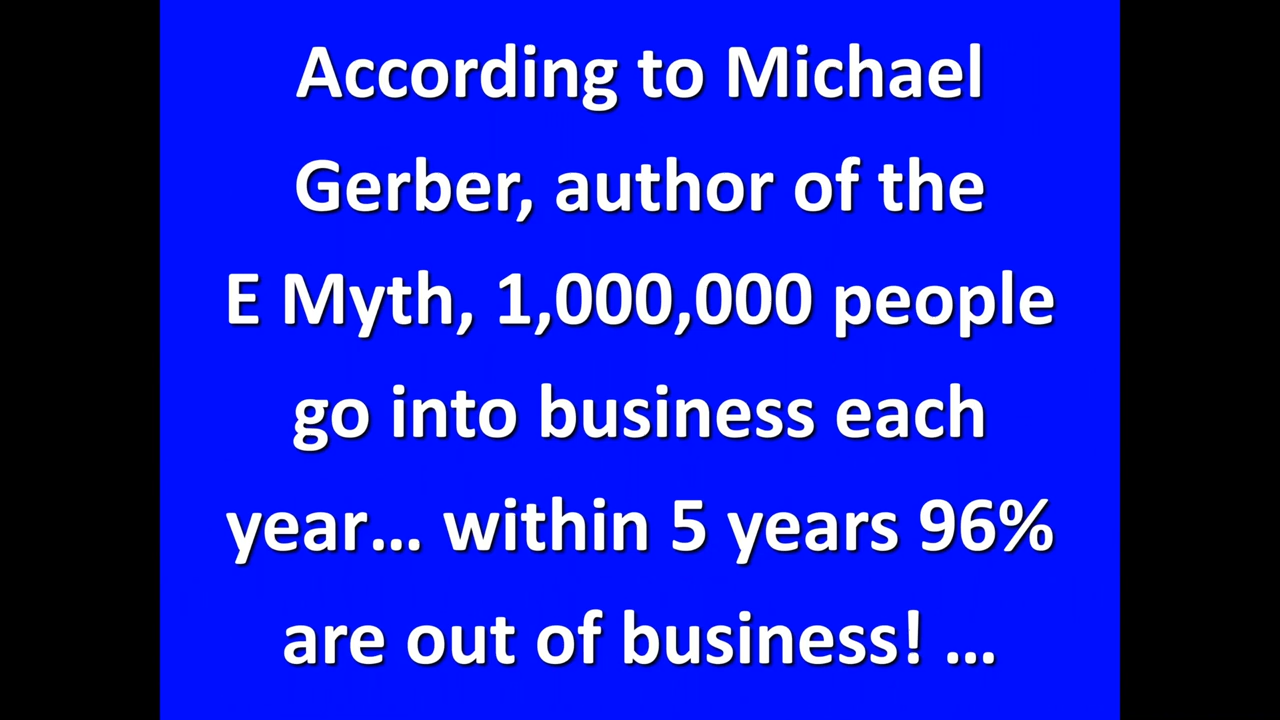 According to Michael
Gerber, author of the
E Myth, 1,000,000 people
go into business each
year... within 5 years 96%
are out of business! ...